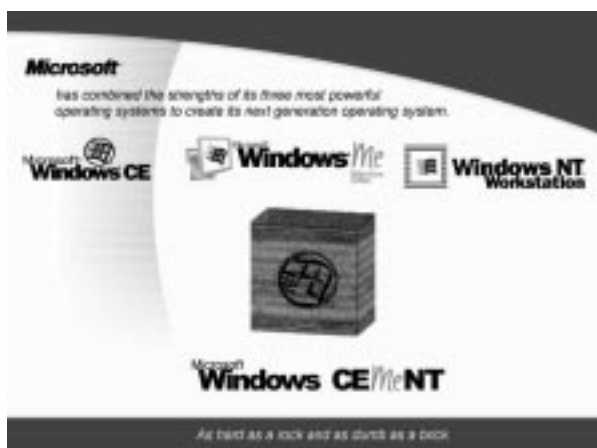 Microsoft
has combined the strengths of its three most powerful
operating systems to create its next generation operating system.
Microsoft
Windows CE
Microsoft
Windows Me
Windows NT
Workstation
Microsoft
Windows CEMeNT
As hard as a rock and as dumb as a brick